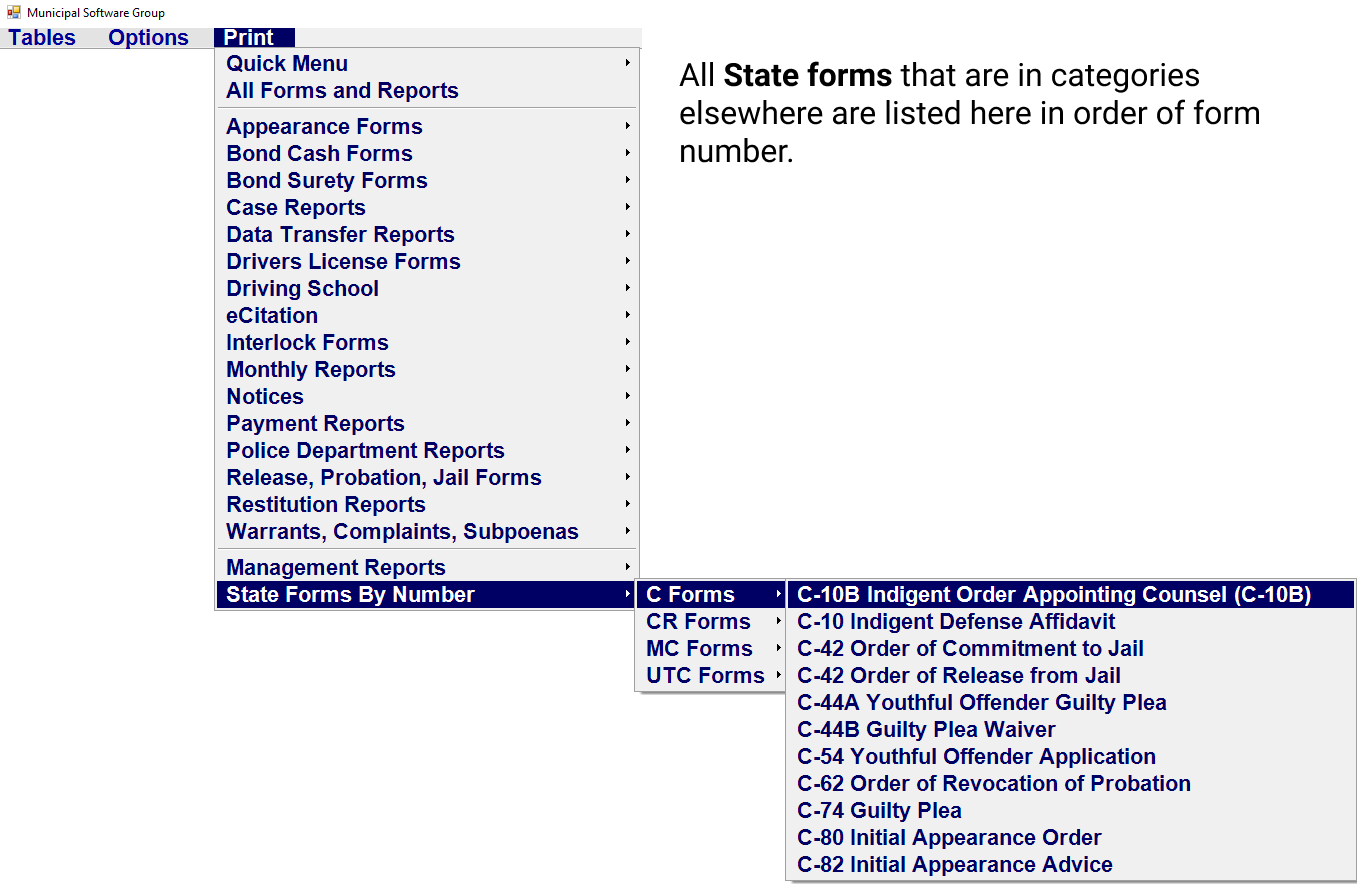 Municipal Software Group
Tables Options Print
Quick Menu
All Forms and Reports
Appearance Forms
Bond Cash Forms
Bond Surety Forms
Case Reports
Data Transfer Reports
Drivers License Forms
Driving School
eCitation
Interlock Forms
Monthly Reports
Notices
Payment Reports
Police Department Reports
Release, Probation, Jail Forms
Restitution Reports
Warrants, Complaints, Subpoenas
Management Reports
State Forms By Number
C Forms
CR Forms
MC Forms
UTC Forms
C-10B Indigent Order Appointing Counsel (C-10B)
C-10 Indigent Defense Affidavit
C-42 Order of Commitment to Jail
C-42 Order of Release from Jail
C-44A Youthful Offender Guilty Plea
C-44B Guilty Plea Waiver
C-54 Youthful Offender Application
C-62 Order of Revocation of Probation
C-74 Guilty Plea
C-80 Initial Appearance Order
C-82 Initial Appearance Advice
All State forms that are in categories
elsewhere are listed here in order of form
number.